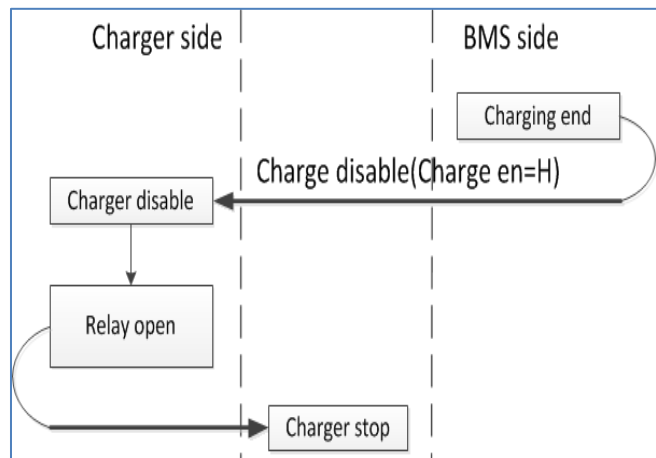 Charger side
BMS side
Charging end
Charge disable(Charge en=H)
Charger disable
Relay open
Charger stop